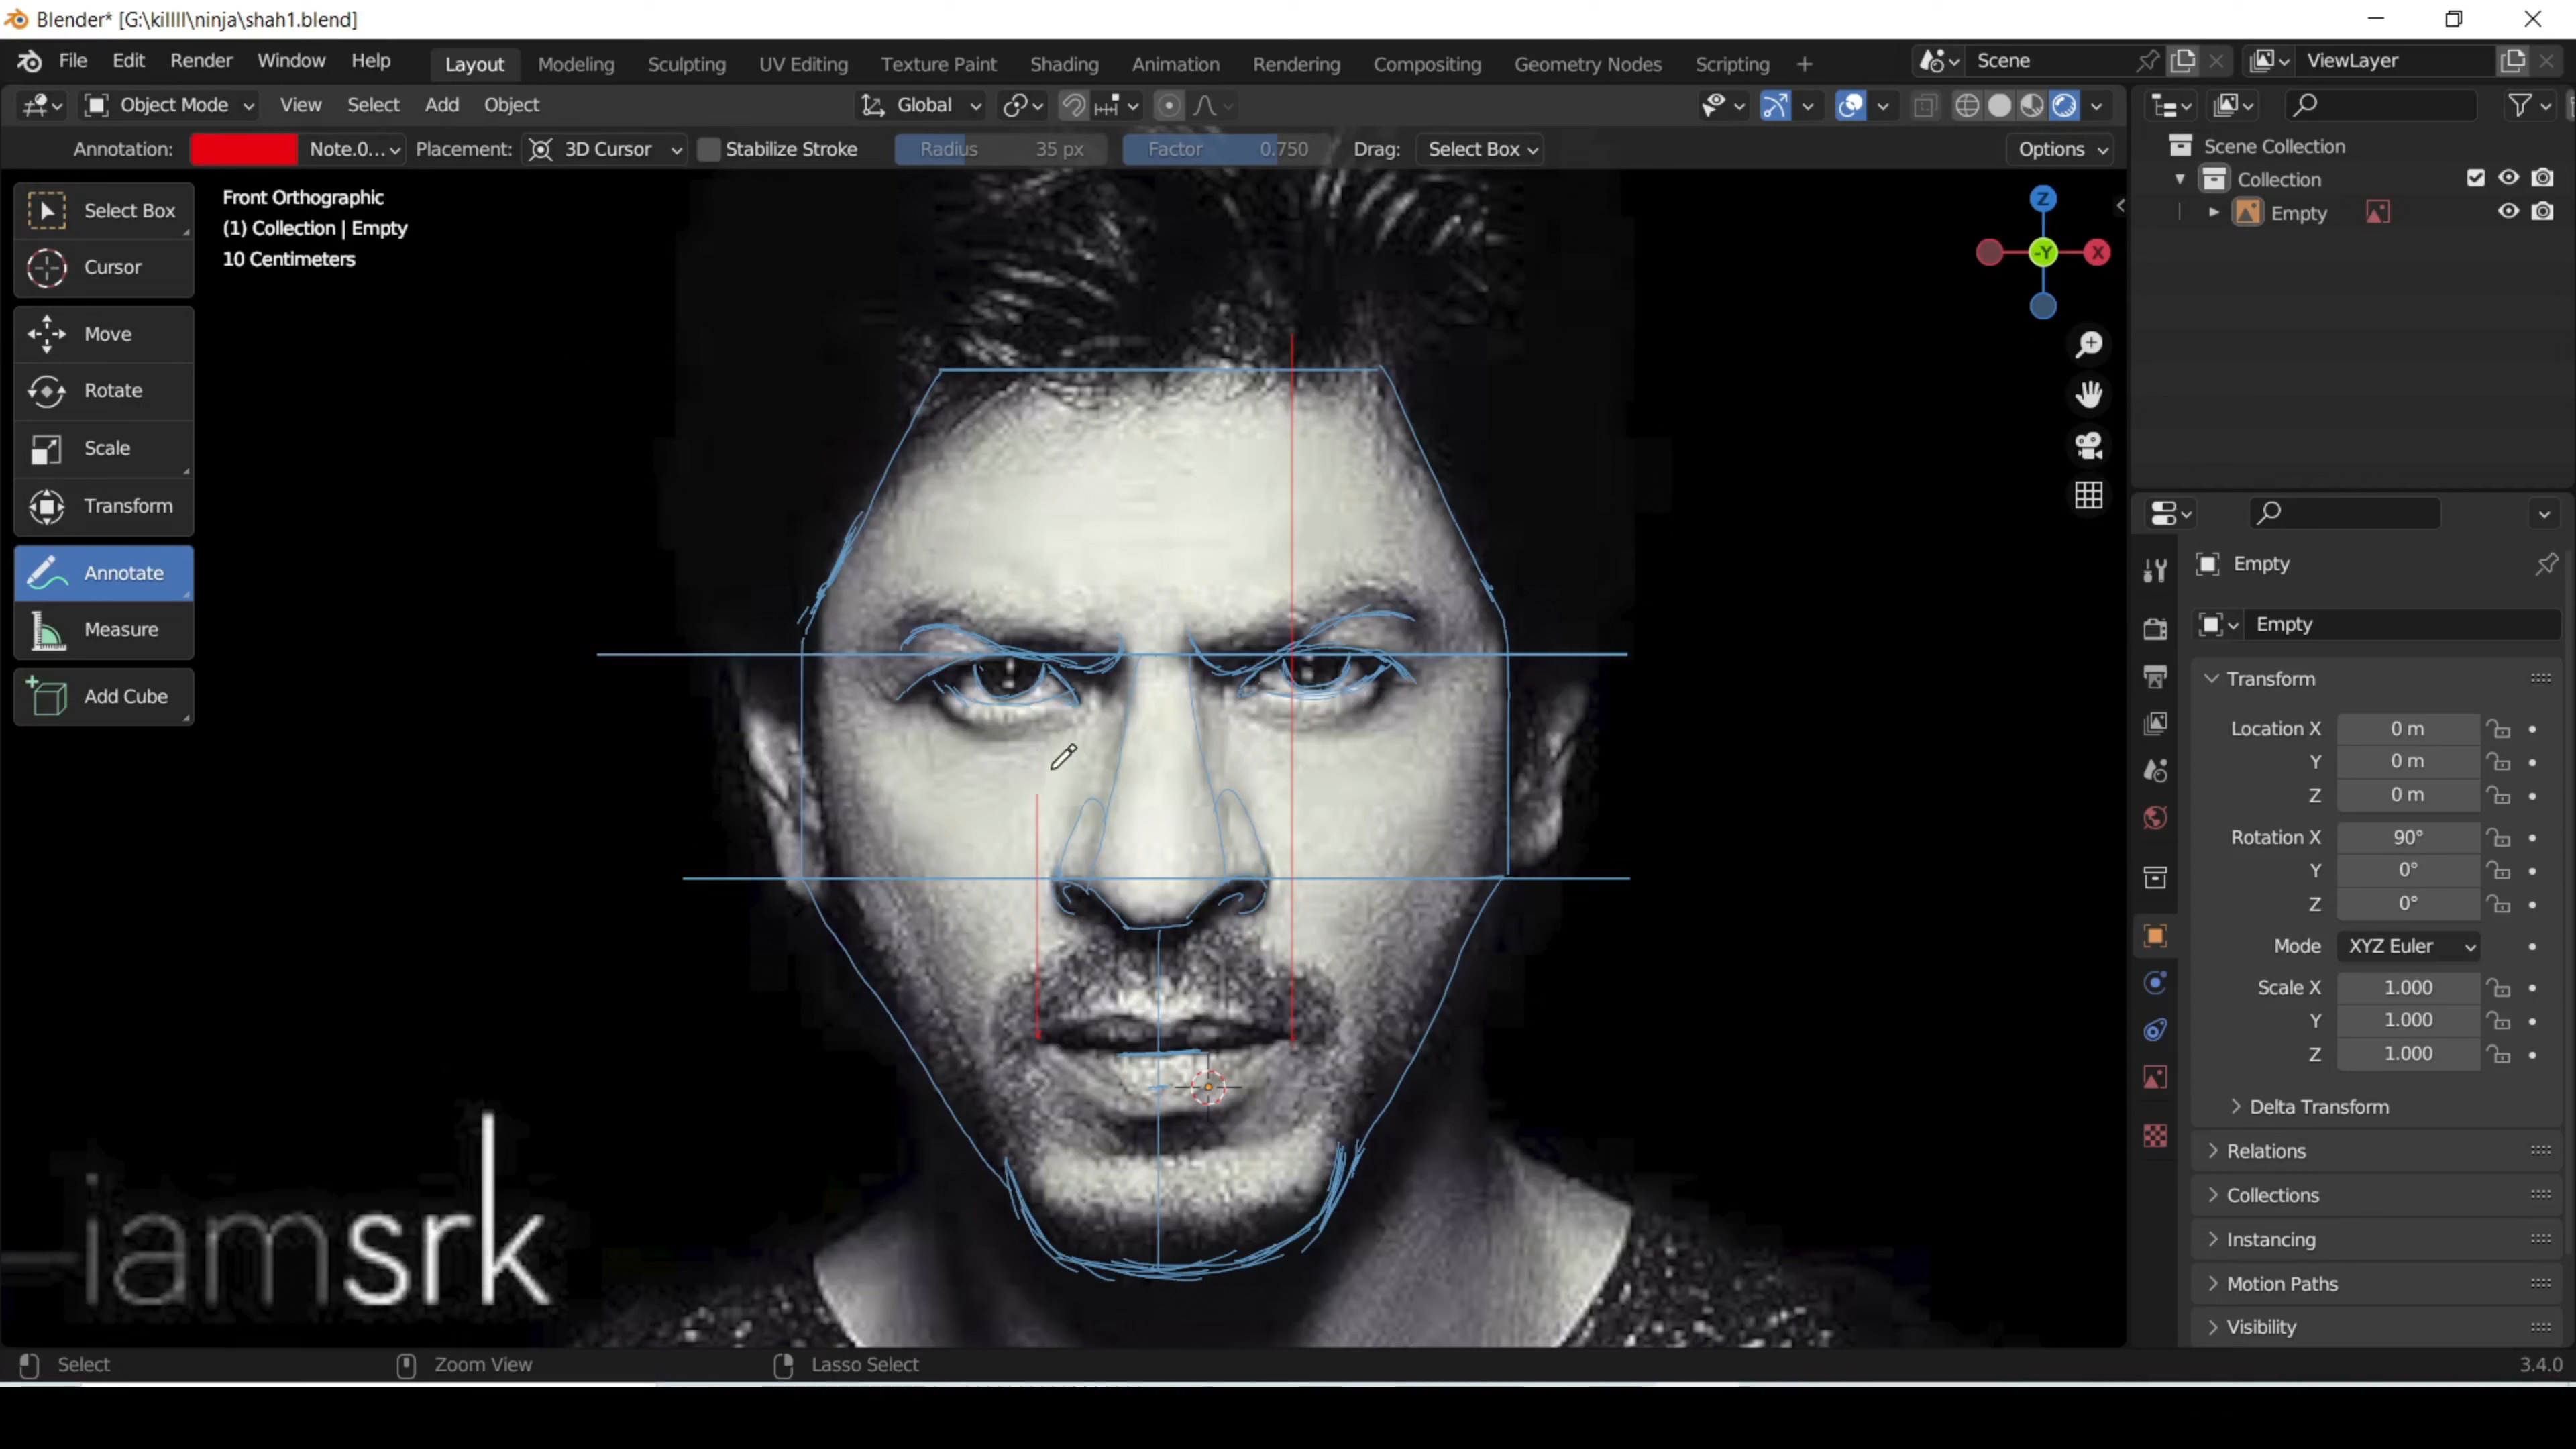 Blender* [G:\killll\ninja\shah1.blend]
File Edit Render Window Help Layout Modeling Sculpting UV Editing Texture Paint Shading Animation Rendering Compositing Geometry Nodes Scripting + Scene ViewLayer
Object Mode View Select Add Object Global
Annotation: Note.0... Placement: 3D Cursor Stabilize Stroke Radius 35 px Factor 0.750 Drag: Select Box Options
Scene Collection
Collection
Empty
Select Box
Cursor
Move
Rotate
Scale
Transform
Annotate
Measure
Add Cube
Front Orthographic
(1) Collection | Empty
10 Centimeters
Z
-Y
X
iamsrk
Empty
Empty
Transform
Location X 0 m
Y 0 m
Z 0 m
Rotation X 90°
Y 0°
Z 0°
Mode XYZ Euler
Scale X 1.000
Y 1.000
Z 1.000
Delta Transform
Relations
Collections
Instancing
Motion Paths
Visibility
Select Zoom View Lasso Select 3.4.0